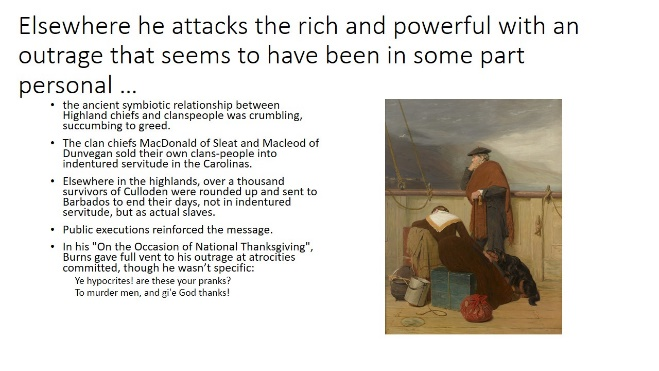 Elsewhere he attacks the rich and powerful with an
outrage that seems to have been in some part
personal ...
• the ancient symbiotic relationship between
Highland chiefs and clanspeople was crumbling,
succumbing to greed.
• The clan chiefs MacDonald of Sleat and Macleod of
Dunvegan sold their own clans-people into
indentured servitude in the Carolinas.
• Elsewhere in the highlands, over a thousand
survivors of Culloden were rounded up and sent to
Barbados to end their days, not in indentured
servitude, but as actual slaves.
• Public executions reinforced the message.
• In his "On the Occasion of National Thanksgiving",
Burns gave full vent to his outrage at atrocities
committed, though he wasn't specific:
Ye hypocrites! are these your pranks?
To murder men, and gi'e God thanks!